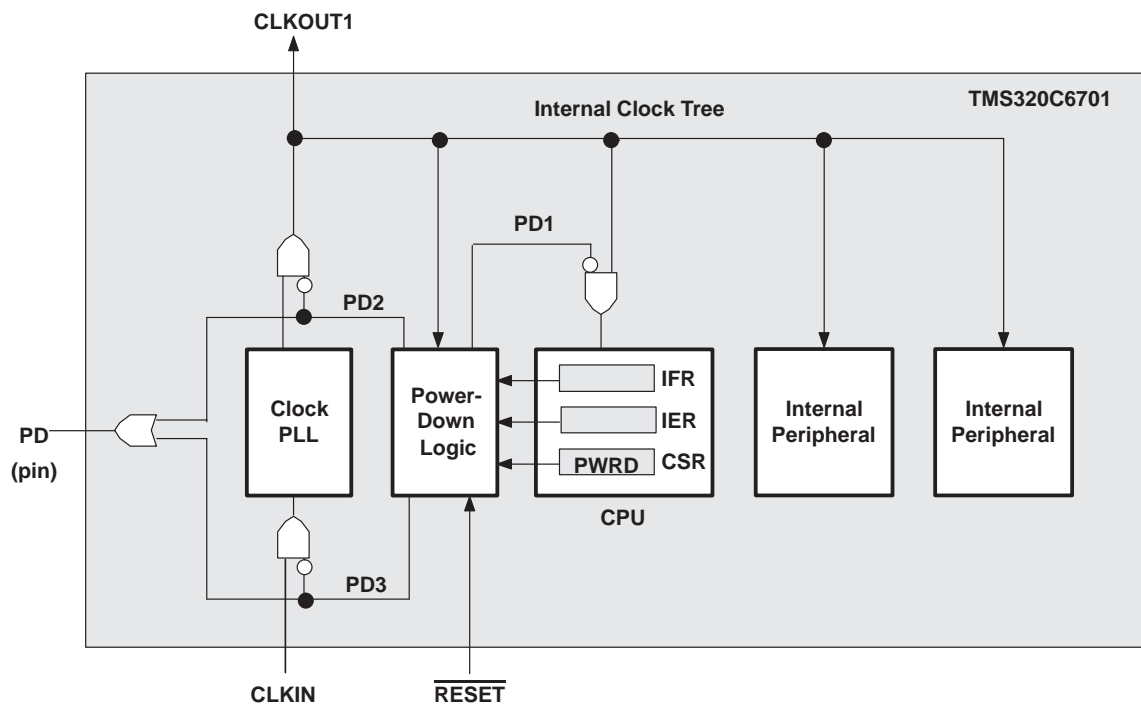 CLKOUT1
TMS320C6701
Internal Clock Tree
PD1
PD2
IFR
Clock
PLL
Power-
Down
Logic
IER
Internal
Peripheral
Internal
Peripheral
PD
(pin)
PWRD
CSR
CPU
PD3
CLKIN
RESET